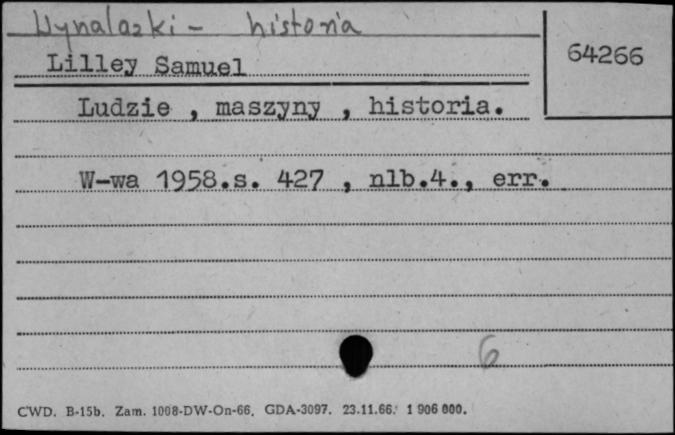 Wynalazki - historia
64266
Lilley Samuel
Ludzie , maszyny , historia.
W-wa 1958.s. 427 , nlb.4., err.
6
CWD. B-15b. Zam. 1008-DW-On-66. GDA-3097. 23.11.66. 1 906 000.